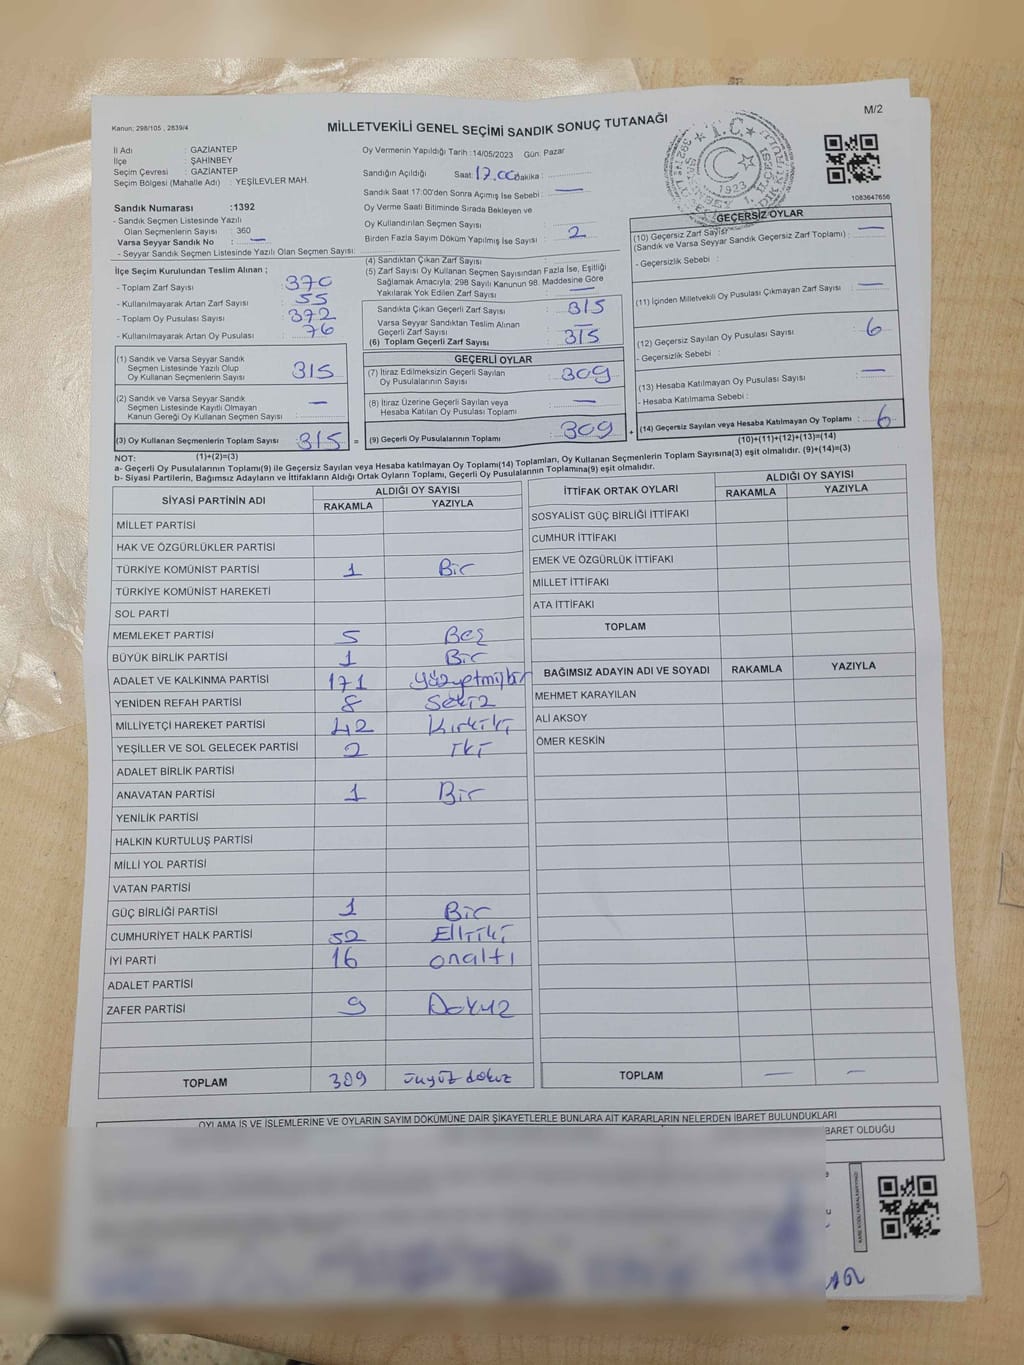 Kanun: 298/105 , 2839/4
MİLLETVEKİLİ GENEL SEÇİMİ SANDIK SONUÇ TUTANAĞI
M/2
İl Adı : GAZİANTEP
İlçe : ŞAHİNBEY
Seçim Çevresi : GAZİANTEP
Seçim Bölgesi (Mahalle Adı) : YEŞİLEVLER MAH.
Oy Vermenin Yapıldığı Tarih :14/05/2023 Gün: Pazar
Sandığın Açıldığı Saat: 17.00 Dakika :
Sandık Saat 17:00'den Sonra Açılmış İse Sebebi : —
Oy Verme Saati Bitiminde Sırada Bekleyen ve
Oy Kullandırılan Seçmen Sayısı :
Birden Fazla Sayım Döküm Yapılmış İse Sayısı : 2
1923
1083647656
Sandık Numarası :1392
- Sandık Seçmen Listesinde Yazılı
Olan Seçmenlerin Sayısı : 360
Varsa Seyyar Sandık No : —
- Seyyar Seçmen Listesinde Yazılı Olan Seçmen Sayısı:
İlçe Seçim Kurulundan Teslim Alınan ;
- Toplam Zarf Sayısı : 370
- Kullanılmayarak Artan Zarf Sayısı : 55
- Toplam Oy Pusulası Sayısı : 372
- Kullanılmayarak Artan Oy Pusulası : 76
(1) Sandık ve Varsa Seyyar Sandık
Seçmen Listesinde Yazılı Olup
Oy Kullanan Seçmenlerin Sayısı 315
(2) Sandık ve Varsa Seyyar Sandık
Seçmen Listesinde Kayıtlı Olmayan
Kanun Gereği Oy Kullanan Seçmen Sayısı : —
(3) Oy Kullanan Seçmenlerin Toplam Sayısı : 315 =
(1)+(2)=(3)
(4) Sandıktan Çıkan Zarf Sayısı :
(5) Zarf Sayısı Oy Kullanan Seçmen Sayısından Fazla İse, Eşitliği
Sağlamak Amacıyla; 298 Sayılı Kanunun 98. Maddesine Göre
Yakılarak Yok Edilen Zarf Sayısı : —
Sandıkta Çıkan Geçerli Zarf Sayısı : 315
Varsa Seyyar Sandıktan Teslim Alınan
Geçerli Zarf Sayısı : —
(6) Toplam Geçerli Zarf Sayısı : 315
GEÇERLİ OYLAR
(7) İtiraz Edilmeksizin Geçerli Sayılan
Oy Pusulalarının Sayısı : 309
(8) İtiraz Üzerine Geçerli Sayılan veya
Hesaba Katılan Oy Pusulası Toplamı : —
(9) Geçerli Oy Pusulalarının Toplamı : 309 +
GEÇERSİZ OYLAR
(10) Geçersiz Zarf Sayısı
(Sandık ve Varsa Seyyar Sandık Geçersiz Zarf Toplamı) : —
- Geçersizlik Sebebi :
(11) İçinden Milletvekili Oy Pusulası Çıkmayan Zarf Sayısı : —
(12) Geçersiz Sayılan Oy Pusulası Sayısı : 6
- Geçersizlik Sebebi :
(13) Hesaba Katılmayan Oy Pusulası Sayısı : —
- Hesaba Katılmama Sebebi :
(14) Geçersiz Sayılan veya Hesaba Katılmayan Oy Toplamı : 6
(10)+(11)+(12)+(13)=(14)
NOT:
a- Geçerli Oy Pusulalarının Toplamı(9) ile Geçersiz Sayılan veya Hesaba katılmayan Oy Toplamı(14) Toplamları, Oy Kullanan Seçmenlerin Toplam Sayısına(3) eşit olmalıdır. (9)+(14)=(3)
b- Siyasi Partilerin, Bağımsız Adayların ve İttifakların Aldığı Ortak Oyların Toplamı, Geçerli Oy Pusulalarının Toplamına(9) eşit olmalıdır.
SİYASİ PARTİNİN ADI ALDIĞI OY SAYISI
RAKAMLA YAZIYLA
MİLLET PARTİSİ
HAK VE ÖZGÜRLÜKLER PARTİSİ
TÜRKİYE KOMÜNİST PARTİSİ 1 Bir
TÜRKİYE KOMÜNİST HAREKETİ
SOL PARTİ
MEMLEKET PARTİSİ 5 Beş
BÜYÜK BİRLİK PARTİSİ 1 Bir
ADALET VE KALKINMA PARTİSİ 171 Yüzyetmişbir
YENİDEN REFAH PARTİSİ 8 Sekiz
MİLLİYETÇİ HAREKET PARTİSİ 42 Kırkiki
YEŞİLLER VE SOL GELECEK PARTİSİ 2 İki
ADALET BİRLİK PARTİSİ
ANAVATAN PARTİSİ 1 Bir
YENİLİK PARTİSİ
HALKIN KURTULUŞ PARTİSİ
MİLLİ YOL PARTİSİ
VATAN PARTİSİ
GÜÇ BİRLİĞİ PARTİSİ 1 Bir
CUMHURİYET HALK PARTİSİ 52 Elliiki
İYİ PARTİ 16 onaltı
ADALET PARTİSİ
ZAFER PARTİSİ 9 Dokuz
TOPLAM 309 üçyüz dokuz
İTTİFAK ORTAK OYLARI ALDIĞI OY SAYISI
RAKAMLA YAZIYLA
SOSYALİST GÜÇ BİRLİĞİ İTTİFAKI
CUMHUR İTTİFAKI
EMEK VE ÖZGÜRLÜK İTTİFAKI
MİLLET İTTİFAKI
ATA İTTİFAKI
TOPLAM
BAĞIMSIZ ADAYIN ADI VE SOYADI RAKAMLA YAZIYLA
MEHMET KARAYILAN
ALİ AKSOY
ÖMER KESKİN
TOPLAM — —
OYLAMA İŞ VE İŞLEMLERİNE VE OYLARIN SAYIM DÖKÜMÜNE DAİR ŞİKAYETLERLE BUNLARA AİT KARARLARIN NELERDEN İBARET BULUNDUKLARI
BARET OLDUĞU